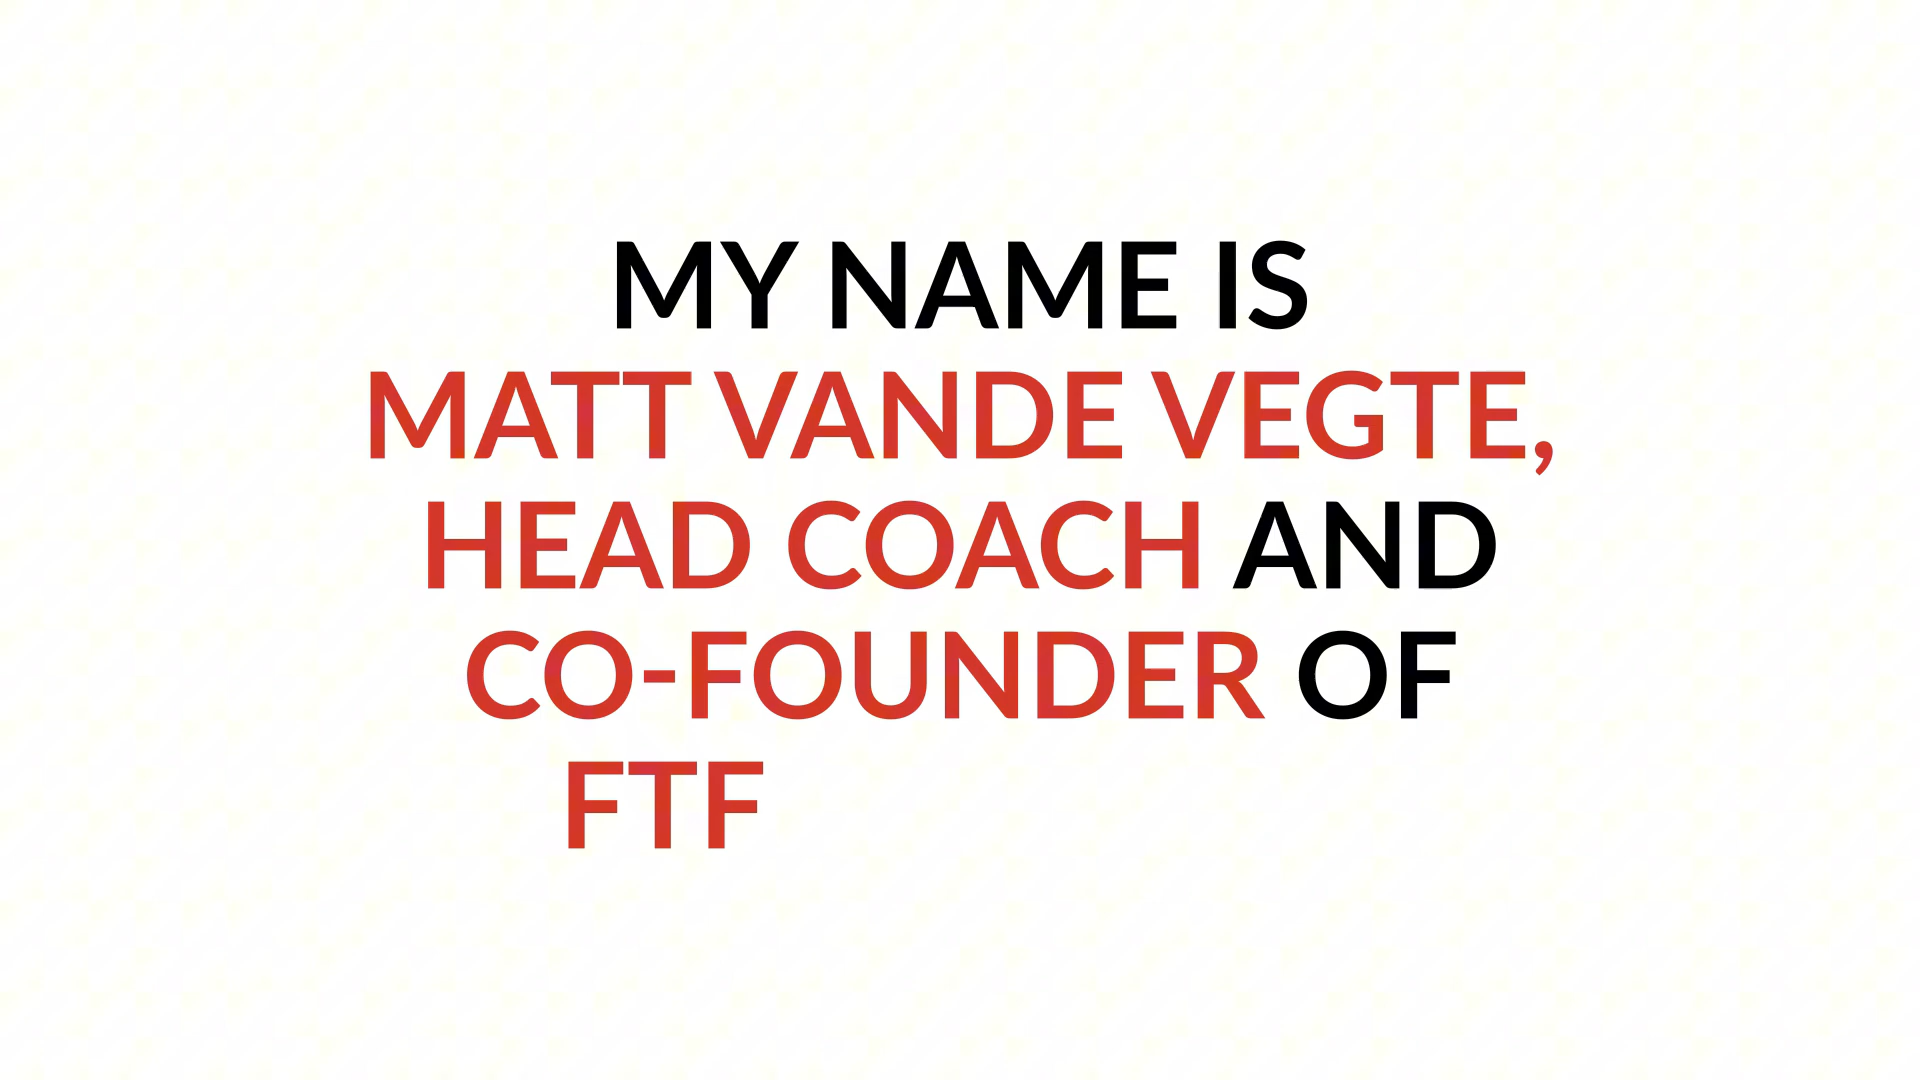 MY NAME IS
MATT VANDE VEGTE,
HEAD COACH AND
CO-FOUNDER OF
FTF